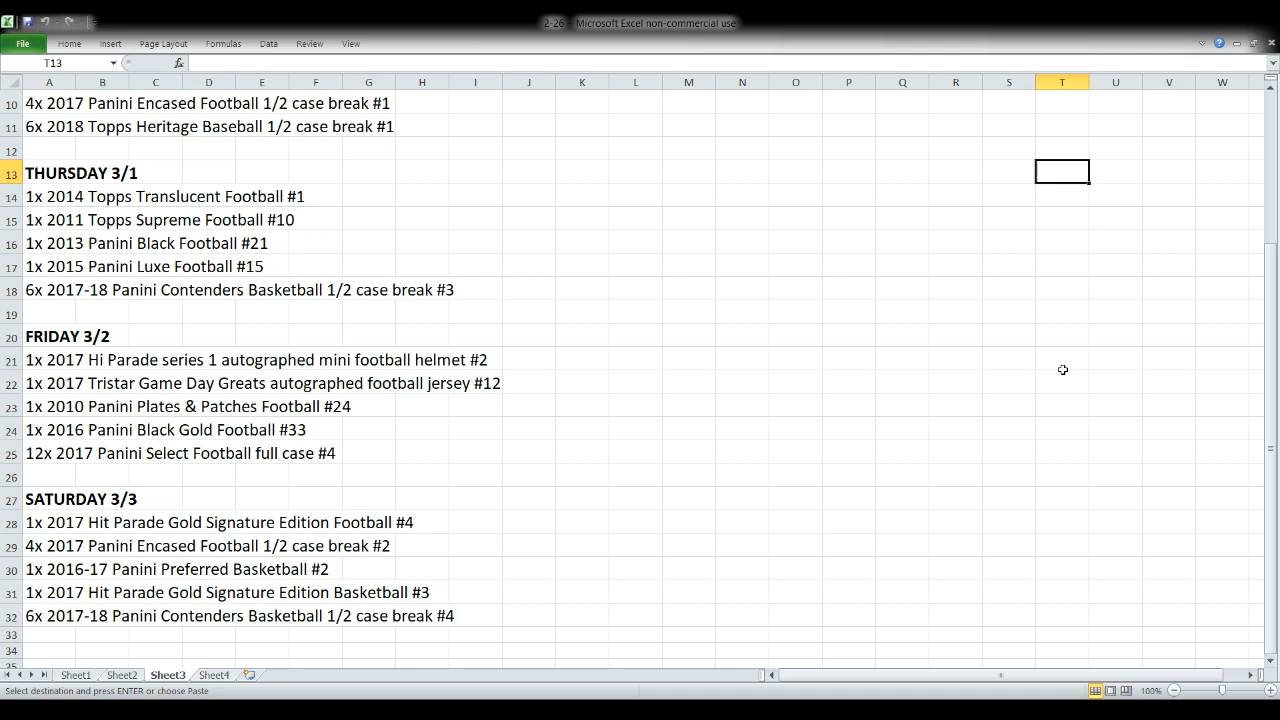 2-26 - Microsoft Excel non-commercial use
File Home Insert Page Layout Formulas Data Review View
T13 fx
A B C D E F G H I J K L M N O P Q R S T U V W
10 4x 2017 Panini Encased Football 1/2 case break #1
11 6x 2018 Topps Heritage Baseball 1/2 case break #1
12
13 THURSDAY 3/1
14 1x 2014 Topps Translucent Football #1
15 1x 2011 Topps Supreme Football #10
16 1x 2013 Panini Black Football #21
17 1x 2015 Panini Luxe Football #15
18 6x 2017-18 Panini Contenders Basketball 1/2 case break #3
19
20 FRIDAY 3/2
21 1x 2017 Hi Parade series 1 autographed mini football helmet #2
22 1x 2017 Tristar Game Day Greats autographed football jersey #12
23 1x 2010 Panini Plates & Patches Football #24
24 1x 2016 Panini Black Gold Football #33
25 12x 2017 Panini Select Football full case #4
26
27 SATURDAY 3/3
28 1x 2017 Hit Parade Gold Signature Edition Football #4
29 4x 2017 Panini Encased Football 1/2 case break #2
30 1x 2016-17 Panini Preferred Basketball #2
31 1x 2017 Hit Parade Gold Signature Edition Basketball #3
32 6x 2017-18 Panini Contenders Basketball 1/2 case break #4
33
34
35
Sheet1 Sheet2 Sheet3 Sheet4
Select destination and press ENTER or choose Paste 100%